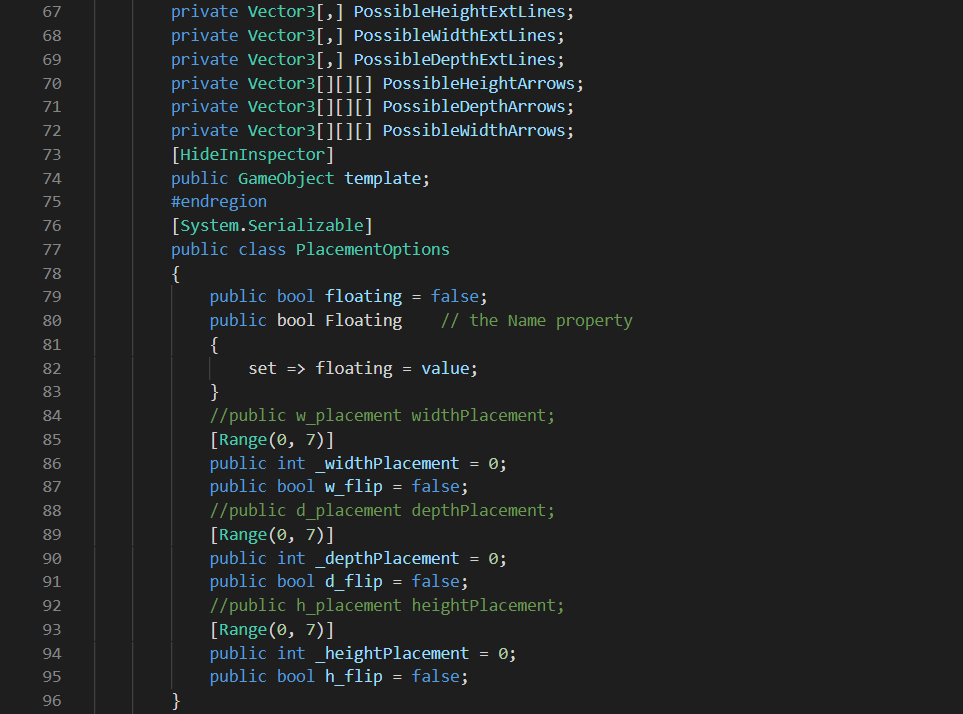 67 private Vector3[,] PossibleHeightExtLines;
68 private Vector3[,] PossibleWidthExtLines;
69 private Vector3[,] PossibleDepthExtLines;
70 private Vector3[][][] PossibleHeightArrows;
71 private Vector3[][][] PossibleDepthArrows;
72 private Vector3[][][] PossibleWidthArrows;
73 [HideInInspector]
74 public GameObject template;
75 #endregion
76 [System.Serializable]
77 public class PlacementOptions
78 {
79 public bool floating = false;
80 public bool Floating    // the Name property
81 {
82 set => floating = value;
83 }
84 //public w_placement widthPlacement;
85 [Range(0, 7)]
86 public int _widthPlacement = 0;
87 public bool w_flip = false;
88 //public d_placement depthPlacement;
89 [Range(0, 7)]
90 public int _depthPlacement = 0;
91 public bool d_flip = false;
92 //public h_placement heightPlacement;
93 [Range(0, 7)]
94 public int _heightPlacement = 0;
95 public bool h_flip = false;
96 }